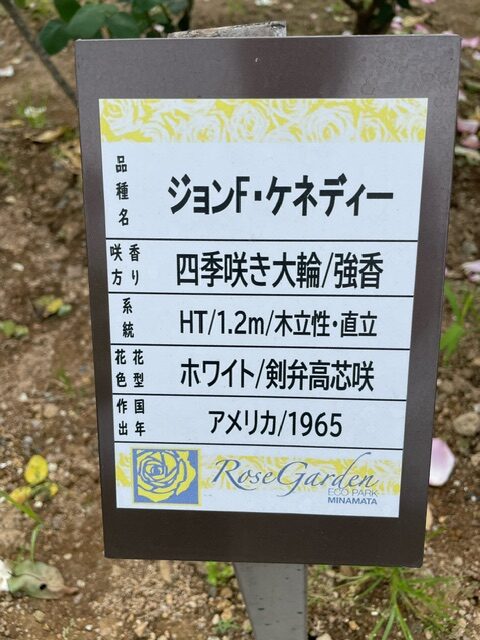 品種名
ジョンF・ケネディー
咲き方 香り
四季咲き大輪/強香
系統
HT/1.2m/木立性・直立
花色 花型
ホワイト/剣弁高芯咲
作出 国年
アメリカ/1965
Rose Garden
ECO PARK
MINAMATA